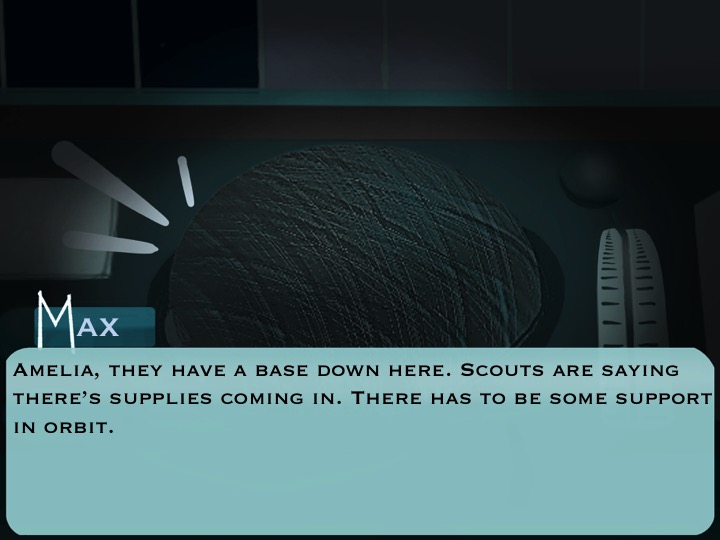 Max
Amelia, they have a base down here. Scouts are saying
there's supplies coming in. There has to be some support
in orbit.